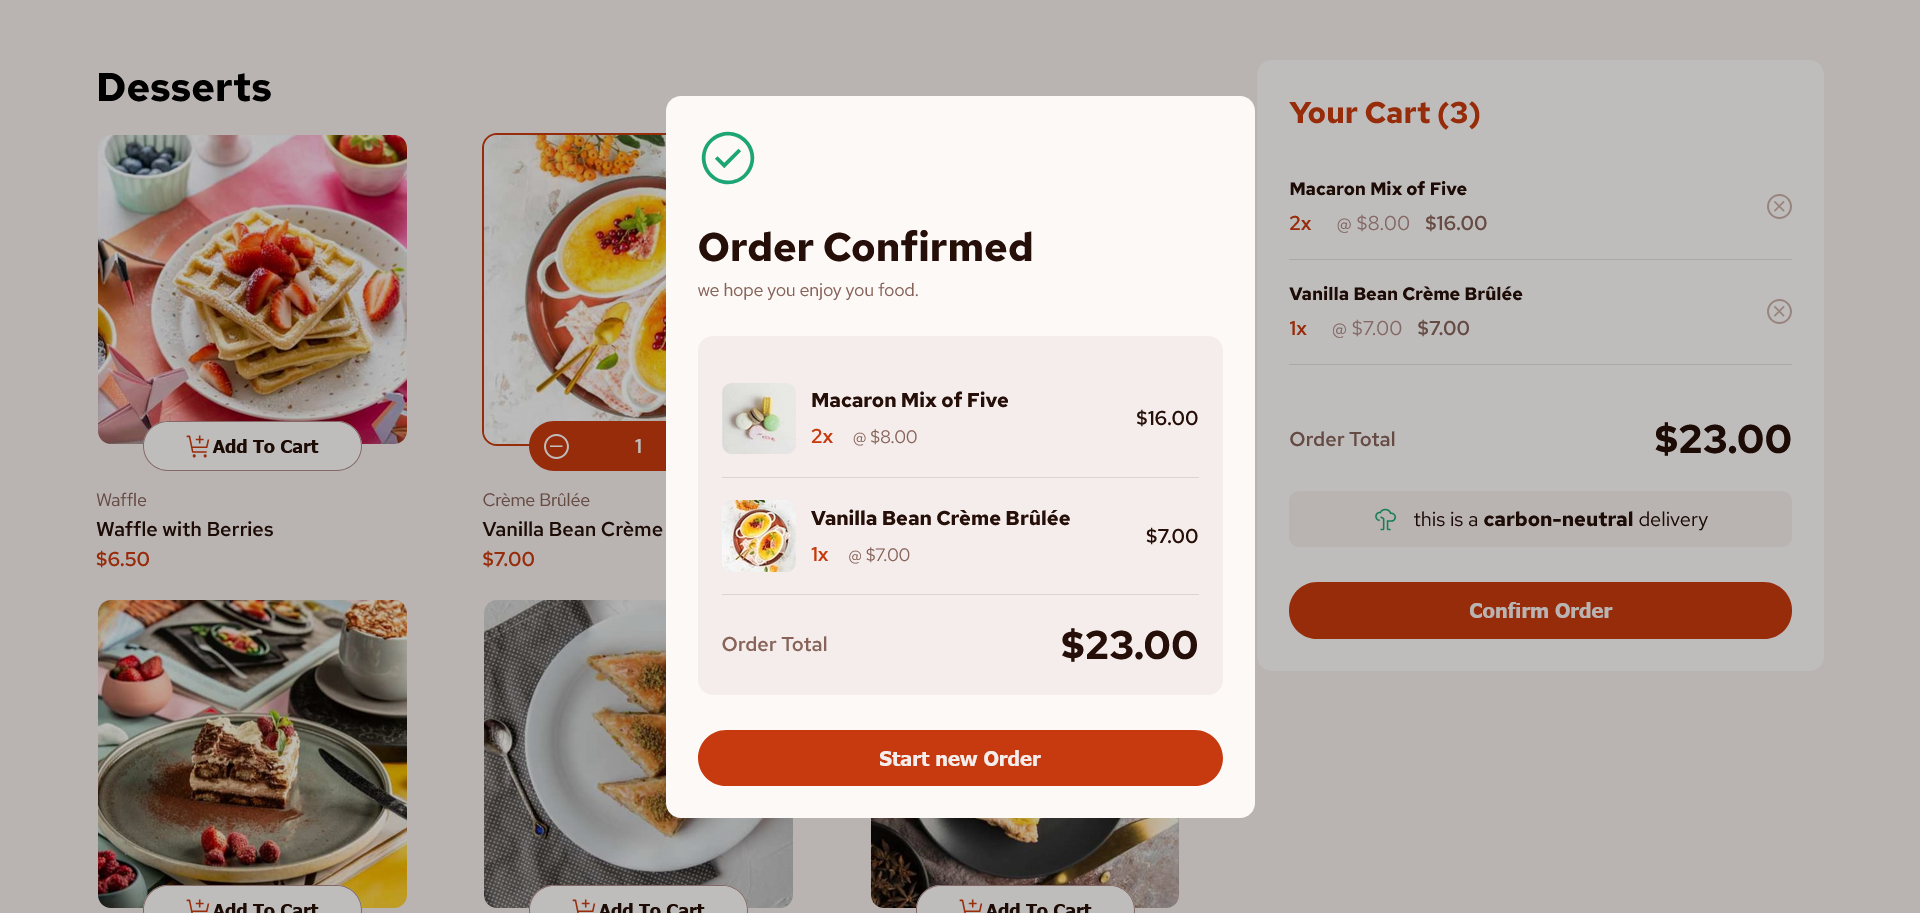 Desserts
Add To Cart
Waffle
Waffle with Berries
$6.50
1
Crème Brûlée
Vanilla Bean Crème
$7.00
Add To Cart
Add To Cart
Add To Cart
Order Confirmed
we hope you enjoy you food.
Macaron Mix of Five
2x @ $8.00
$16.00
Vanilla Bean Crème Brûlée
1x @ $7.00
$7.00
Order Total
$23.00
Start new Order
Your Cart (3)
Macaron Mix of Five
2x @ $8.00 $16.00
Vanilla Bean Crème Brûlée
1x @ $7.00 $7.00
Order Total
$23.00
this is a carbon-neutral delivery
Confirm Order